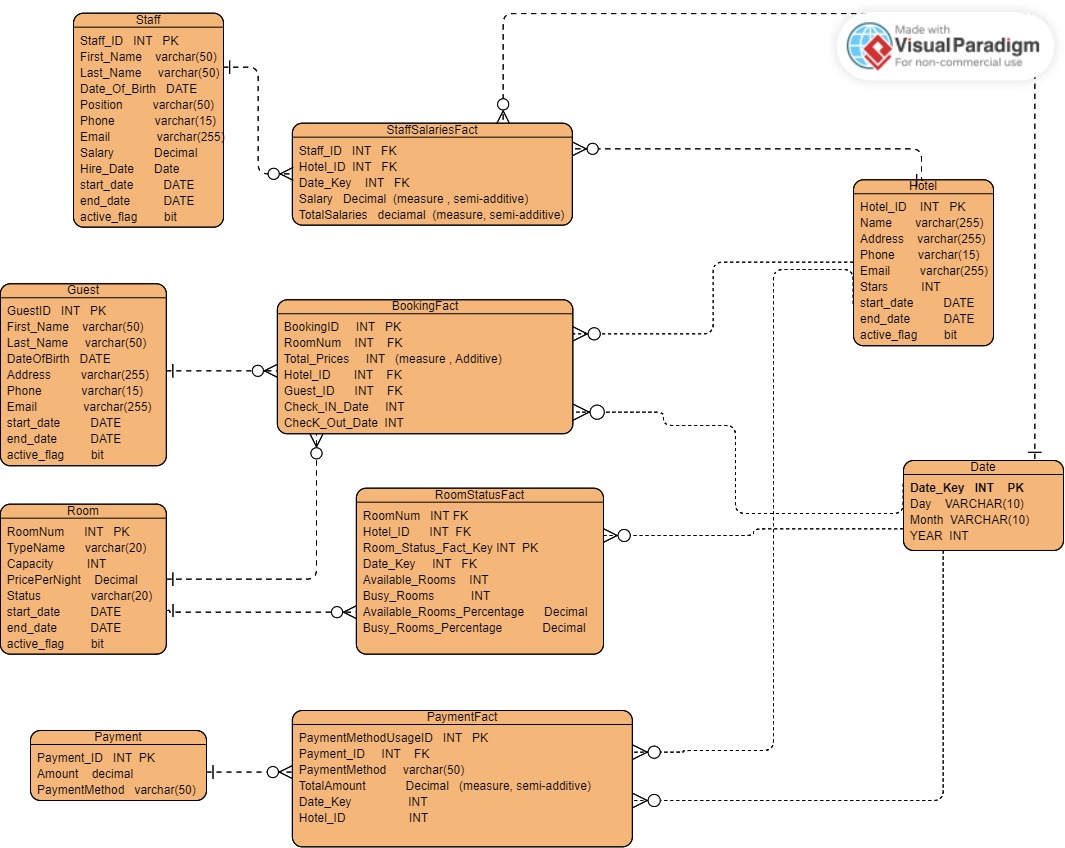 Staff
Staff_ID INT PK
First_Name varchar(50)
Last_Name varchar(50)
Date_Of_Birth DATE
Position varchar(50)
Phone varchar(15)
Email varchar(255)
Salary Decimal
Hire_Date Date
start_date DATE
end_date DATE
active_flag bit
Made with
Visual Paradigm
For non-commercial use
StaffSalariesFact
Staff_ID INT FK
Hotel_ID INT FK
Date_Key INT FK
Salary Decimal (measure , semi-additive)
TotalSalaries deciamal (measure, semi-additive)
Hotel
Hotel_ID INT PK
Name varchar(255)
Address varchar(255)
Phone varchar(15)
Email varchar(255)
Stars INT
start_date DATE
end_date DATE
active_flag bit
Guest
GuestID INT PK
First_Name varchar(50)
Last_Name varchar(50)
DateOfBirth DATE
Address varchar(255)
Phone varchar(15)
Email varchar(255)
start_date DATE
end_date DATE
active_flag bit
BookingFact
BookingID INT PK
RoomNum INT FK
Total_Prices INT (measure , Additive)
Hotel_ID INT FK
Guest_ID INT FK
Check_IN_Date INT
ChecK_Out_Date INT
Date
Date_Key INT PK
Day VARCHAR(10)
Month VARCHAR(10)
YEAR INT
Room
RoomNum INT PK
TypeName varchar(20)
Capacity INT
PricePerNight Decimal
Status varchar(20)
start_date DATE
end_date DATE
active_flag bit
RoomStatusFact
RoomNum INT FK
Hotel_ID INT FK
Room_Status_Fact_Key INT PK
Date_Key INT FK
Available_Rooms INT
Busy_Rooms INT
Available_Rooms_Percentage Decimal
Busy_Rooms_Percentage Decimal
Payment
Payment_ID INT PK
Amount decimal
PaymentMethod varchar(50)
PaymentFact
PaymentMethodUsageID INT PK
Payment_ID INT FK
PaymentMethod varchar(50)
TotalAmount Decimal (measure, semi-additive)
Date_Key INT
Hotel_ID INT